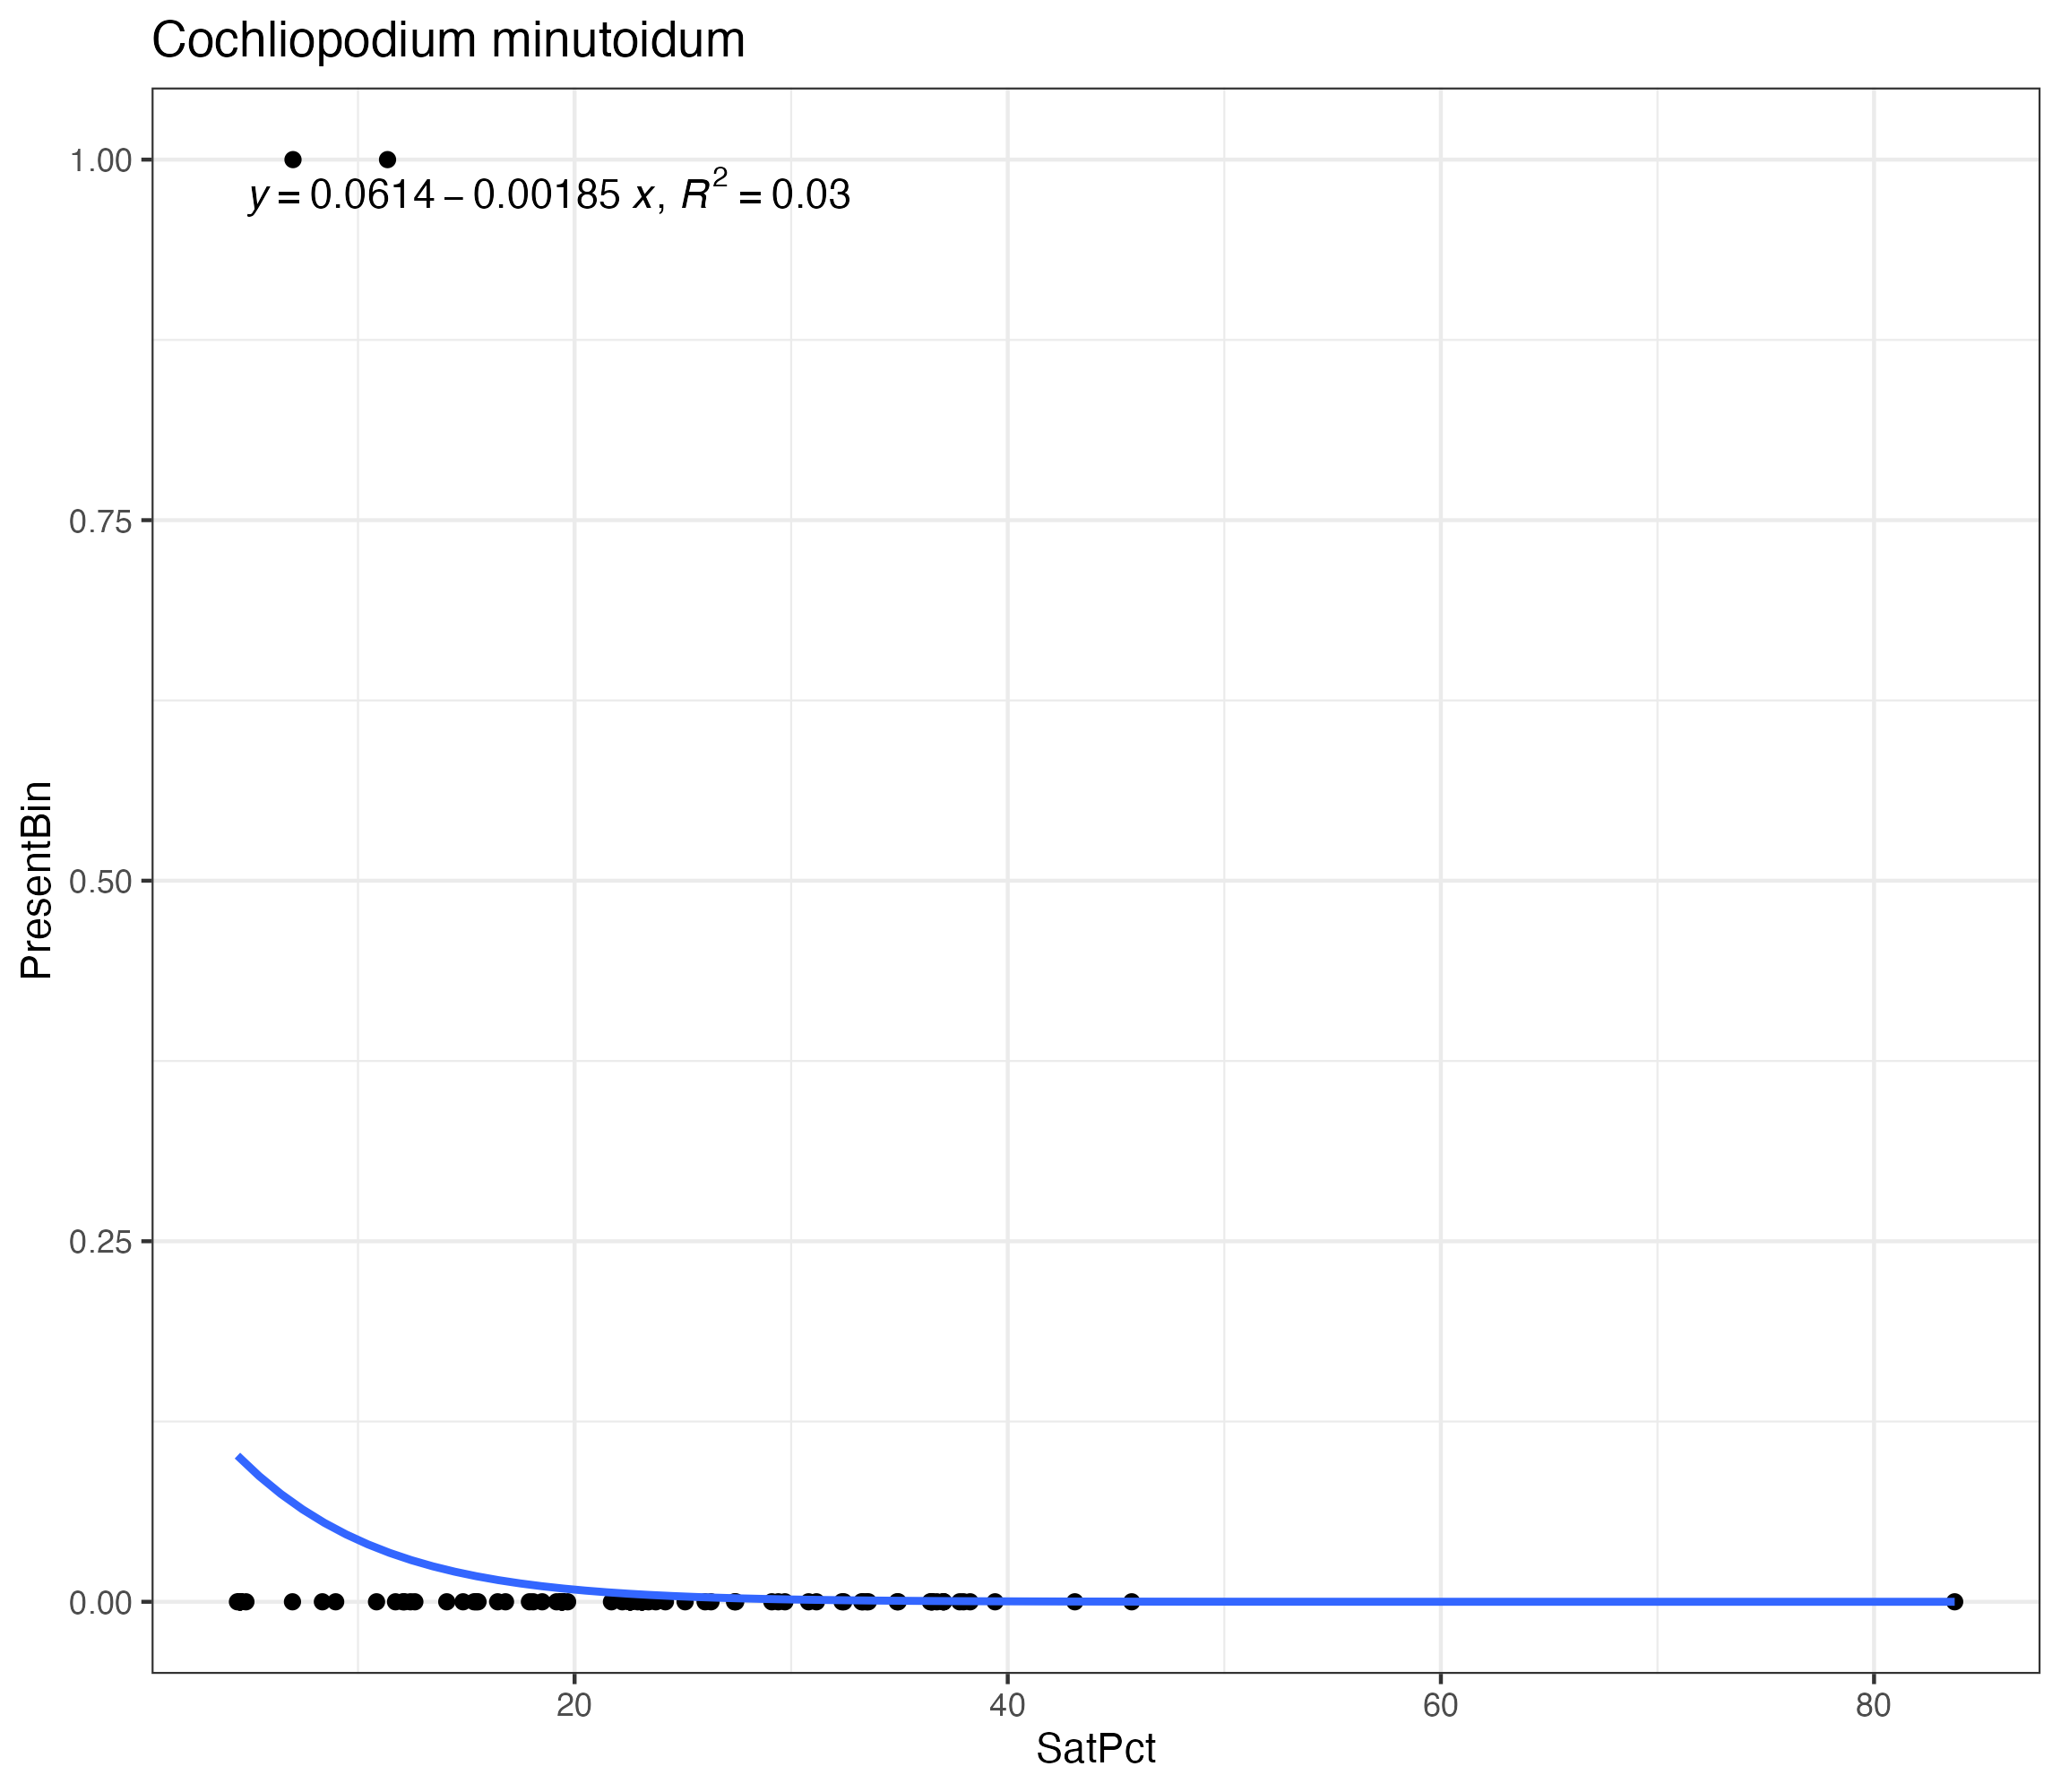 Cochliopodium minutoidum
1.00
y = 0.0614 − 0.00185 x, R² = 0.03
0.75
0.50
0.25
0.00
PresentBin
20 40 60 80
SatPct